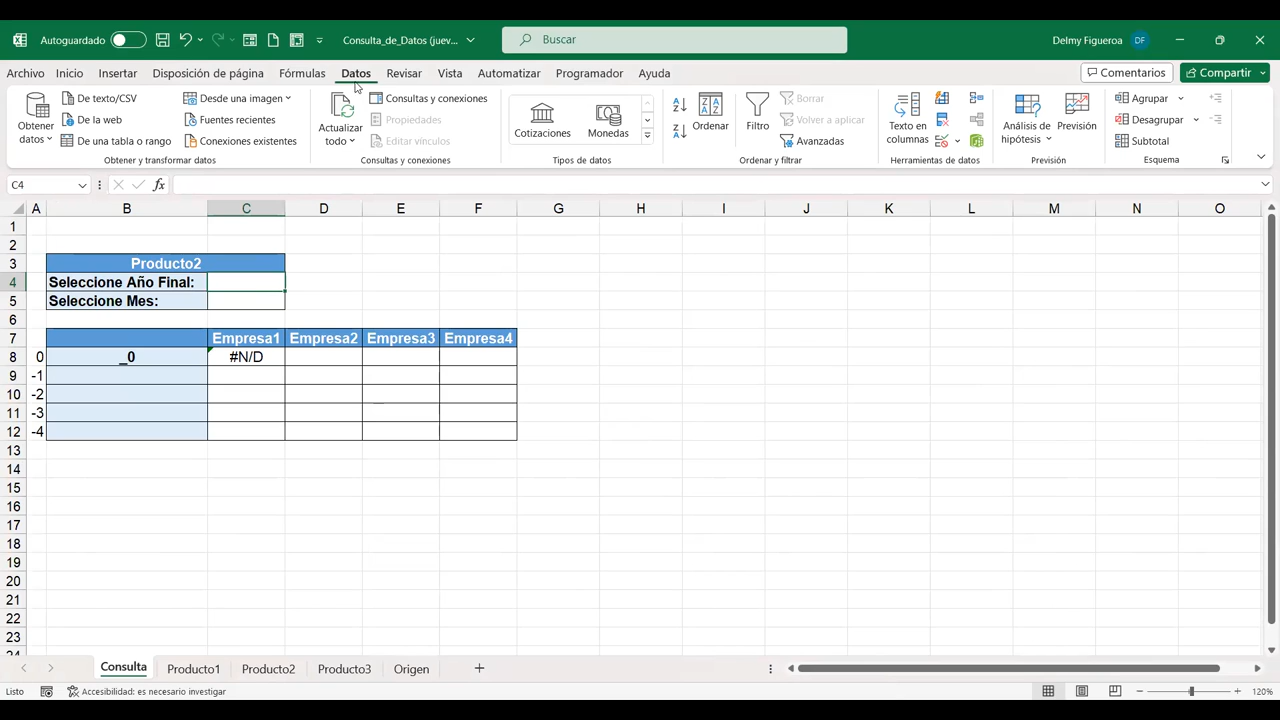 Autoguardado
Consulta_de_Datos (juev...
Buscar
Delmy Figueroa
DF
Archivo Inicio Insertar Disposición de página Fórmulas Datos Revisar Vista Automatizar Programador Ayuda
Comentarios
Compartir
Obtener datos
De texto/CSV
De la web
De una tabla o rango
Desde una imagen
Fuentes recientes
Conexiones existentes
Obtener y transformar datos
Actualizar todo
Consultas y conexiones
Propiedades
Editar vínculos
Consultas y conexiones
Cotizaciones
Monedas
Tipos de datos
Ordenar
Filtro
Borrar
Volver a aplicar
Avanzadas
Ordenar y filtrar
Texto en columnas
Herramientas de datos
Análisis de hipótesis
Previsión
Previsión
Agrupar
Desagrupar
Subtotal
Esquema
C4
fx
A B C D E F G H I J K L M N O
1
2
3 Producto2
4 Seleccione Año Final:
5 Seleccione Mes:
6
7 Empresa1 Empresa2 Empresa3 Empresa4
8 0 _0 #N/D
9 -1
10 -2
11 -3
12 -4
13
14
15
16
17
18
19
20
21
22
23
24
Consulta Producto1 Producto2 Producto3 Origen
Listo
Accesibilidad: es necesario investigar
120%